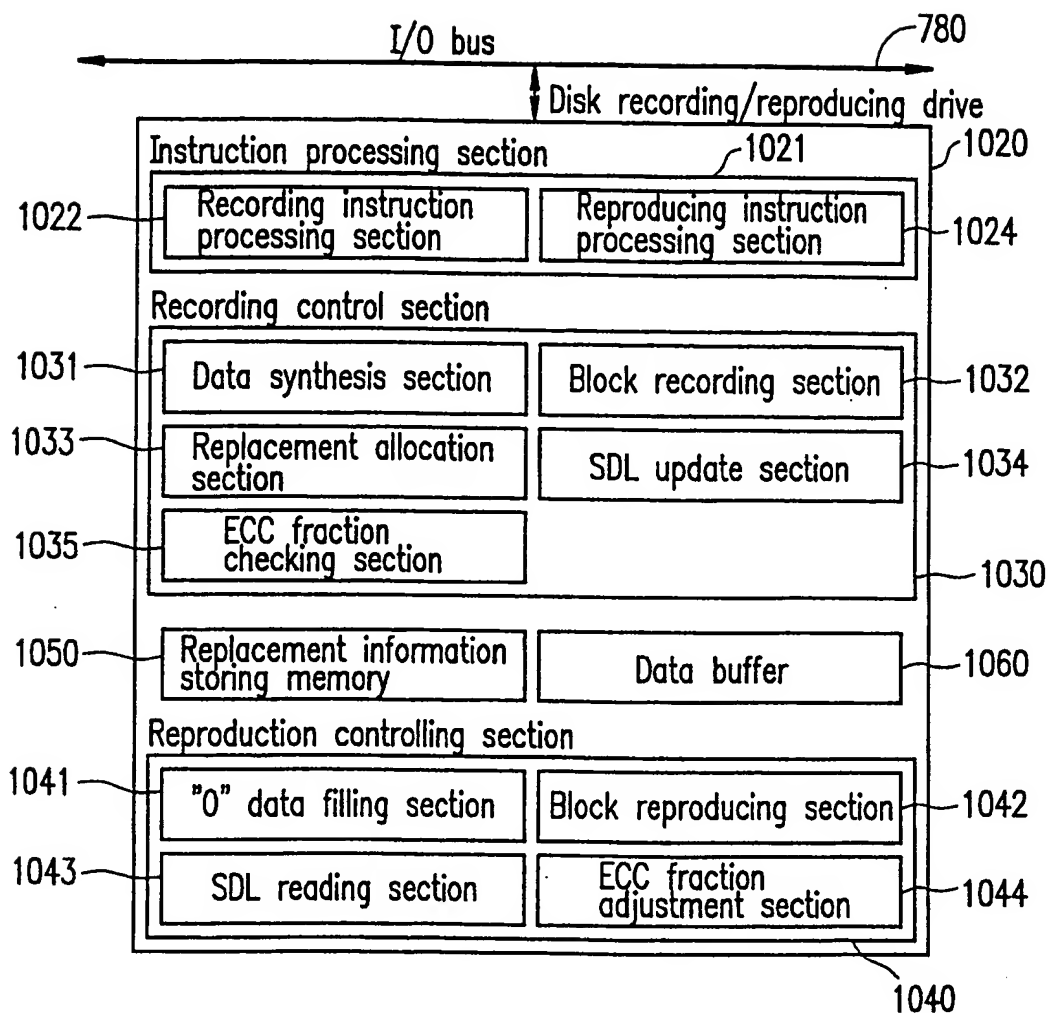 I/O bus
780
Disk recording/reproducing drive
1020
Instruction processing section
1021
1022
Recording instruction
processing section
Reproducing instruction
processing section
1024
Recording control section
1031
Data synthesis section
Block recording section
1032
1033
Replacement allocation
section
SDL update section
1034
1035
ECC fraction
checking section
1030
1050
Replacement information
storing memory
Data buffer
1060
Reproduction controlling section
1041
"0" data filling section
Block reproducing section
1042
1043
SDL reading section
ECC fraction
adjustment section
1044
1040